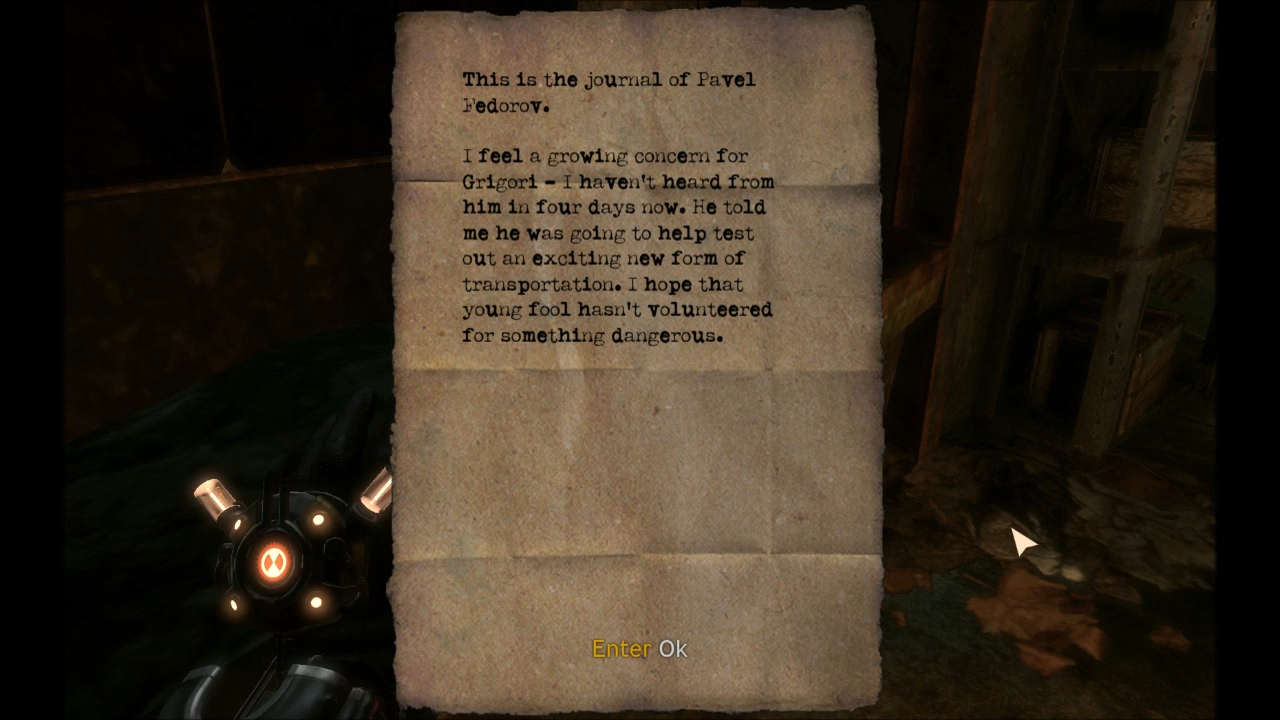 This is the journal of Pavel
Fedorov.
I feel a growing concern for
Grigori - I haven't heard from
him in four days now. He told
me he was going to help test
out an exciting new form of
transportation. I hope that
young fool hasn't volunteered
for something dangerous.
Enter Ok